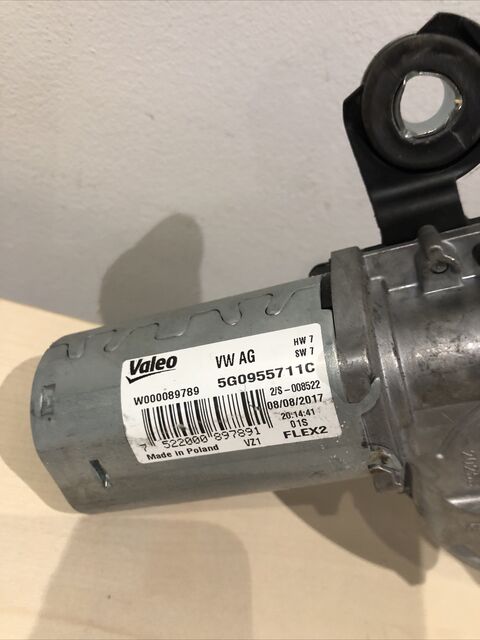 Valeo
VW AG
HW 7
SW 7
5G0955711C
W000089789
2/S-008522
08/08/2017
20:14:41
01S
7 522000 897891
VZ1
FLEX2
Made in Poland